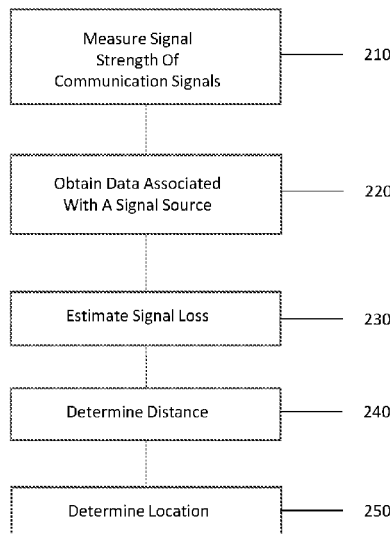 Measure Signal
Strength Of
Communication Signals
210
Obtain Data Associated
With A Signal Source
220
Estimate Signal Loss
230
Determine Distance
240
Determine Location
250